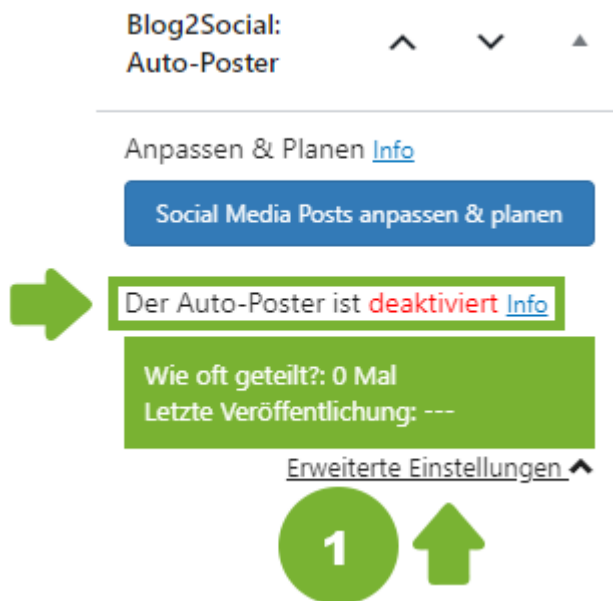 Blog2Social:
Auto-Poster
Anpassen & Planen Info
Social Media Posts anpassen & planen
Der Auto-Poster ist deaktiviert Info
Wie oft geteilt?: 0 Mal
Letzte Veröffentlichung: ---
Erweiterte Einstellungen
1